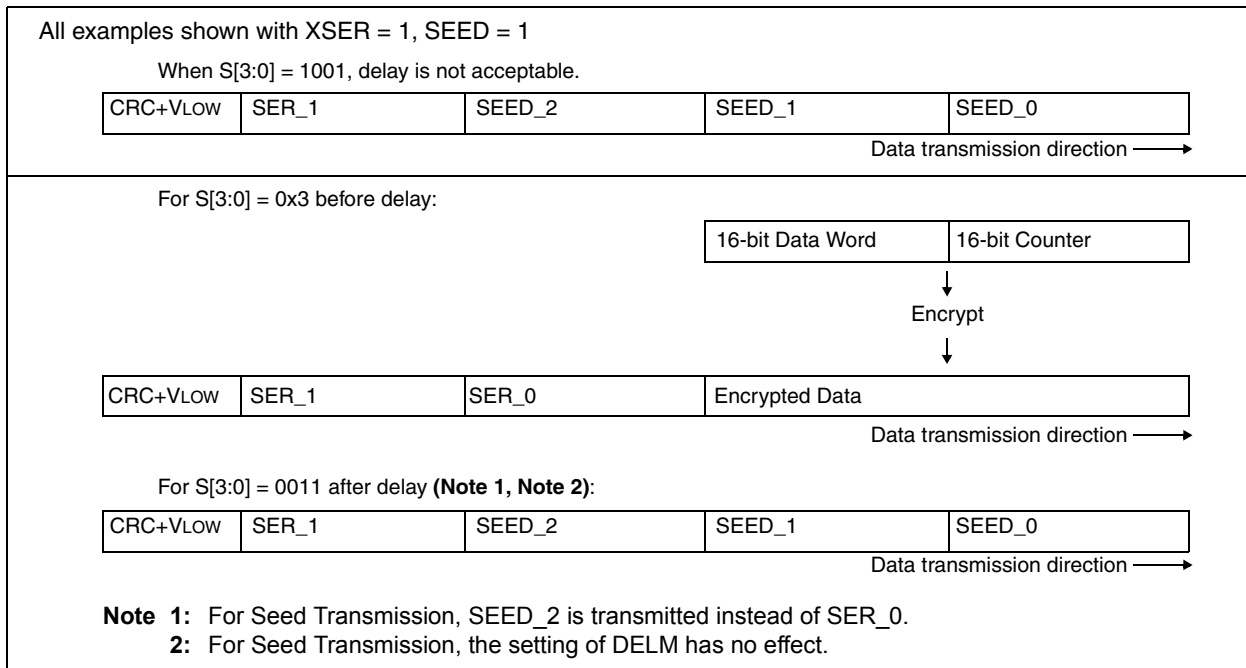 All examples shown with XSER = 1, SEED = 1
When S[3:0] = 1001, delay is not acceptable.
CRC+VLOW SER_1 SEED_2 SEED_1 SEED_0
Data transmission direction
For S[3:0] = 0x3 before delay:
16-bit Data Word 16-bit Counter
Encrypt
CRC+VLOW SER_1 SER_0 Encrypted Data
Data transmission direction
For S[3:0] = 0011 after delay (Note 1, Note 2):
CRC+VLOW SER_1 SEED_2 SEED_1 SEED_0
Data transmission direction
Note 1: For Seed Transmission, SEED_2 is transmitted instead of SER_0.
2: For Seed Transmission, the setting of DELM has no effect.